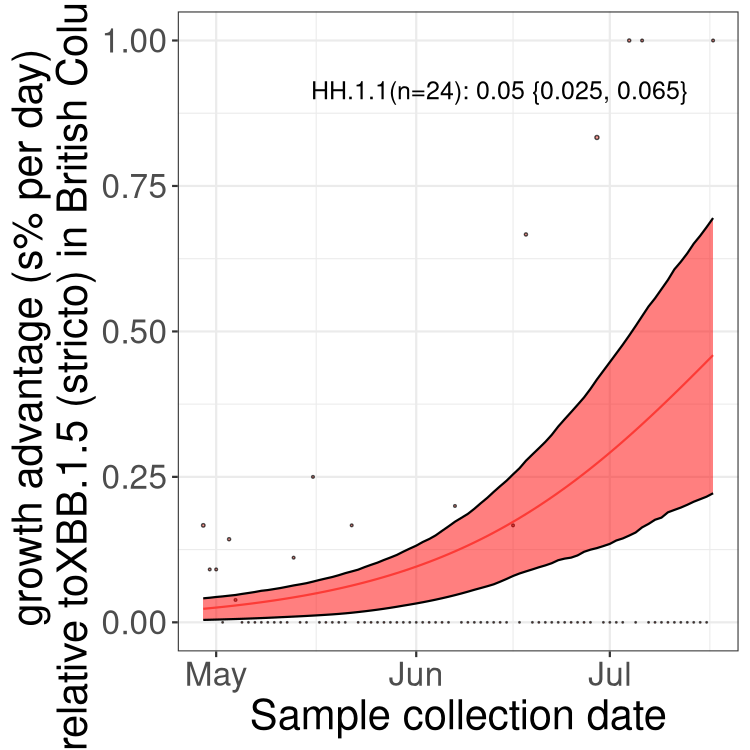 growth advantage (s% per day)
relative toXBB.1.5 (stricto) in British Colu
1.00
0.75
0.50
0.25
0.00
HH.1.1(n=24): 0.05 {0.025, 0.065}
May Jun Jul
Sample collection date